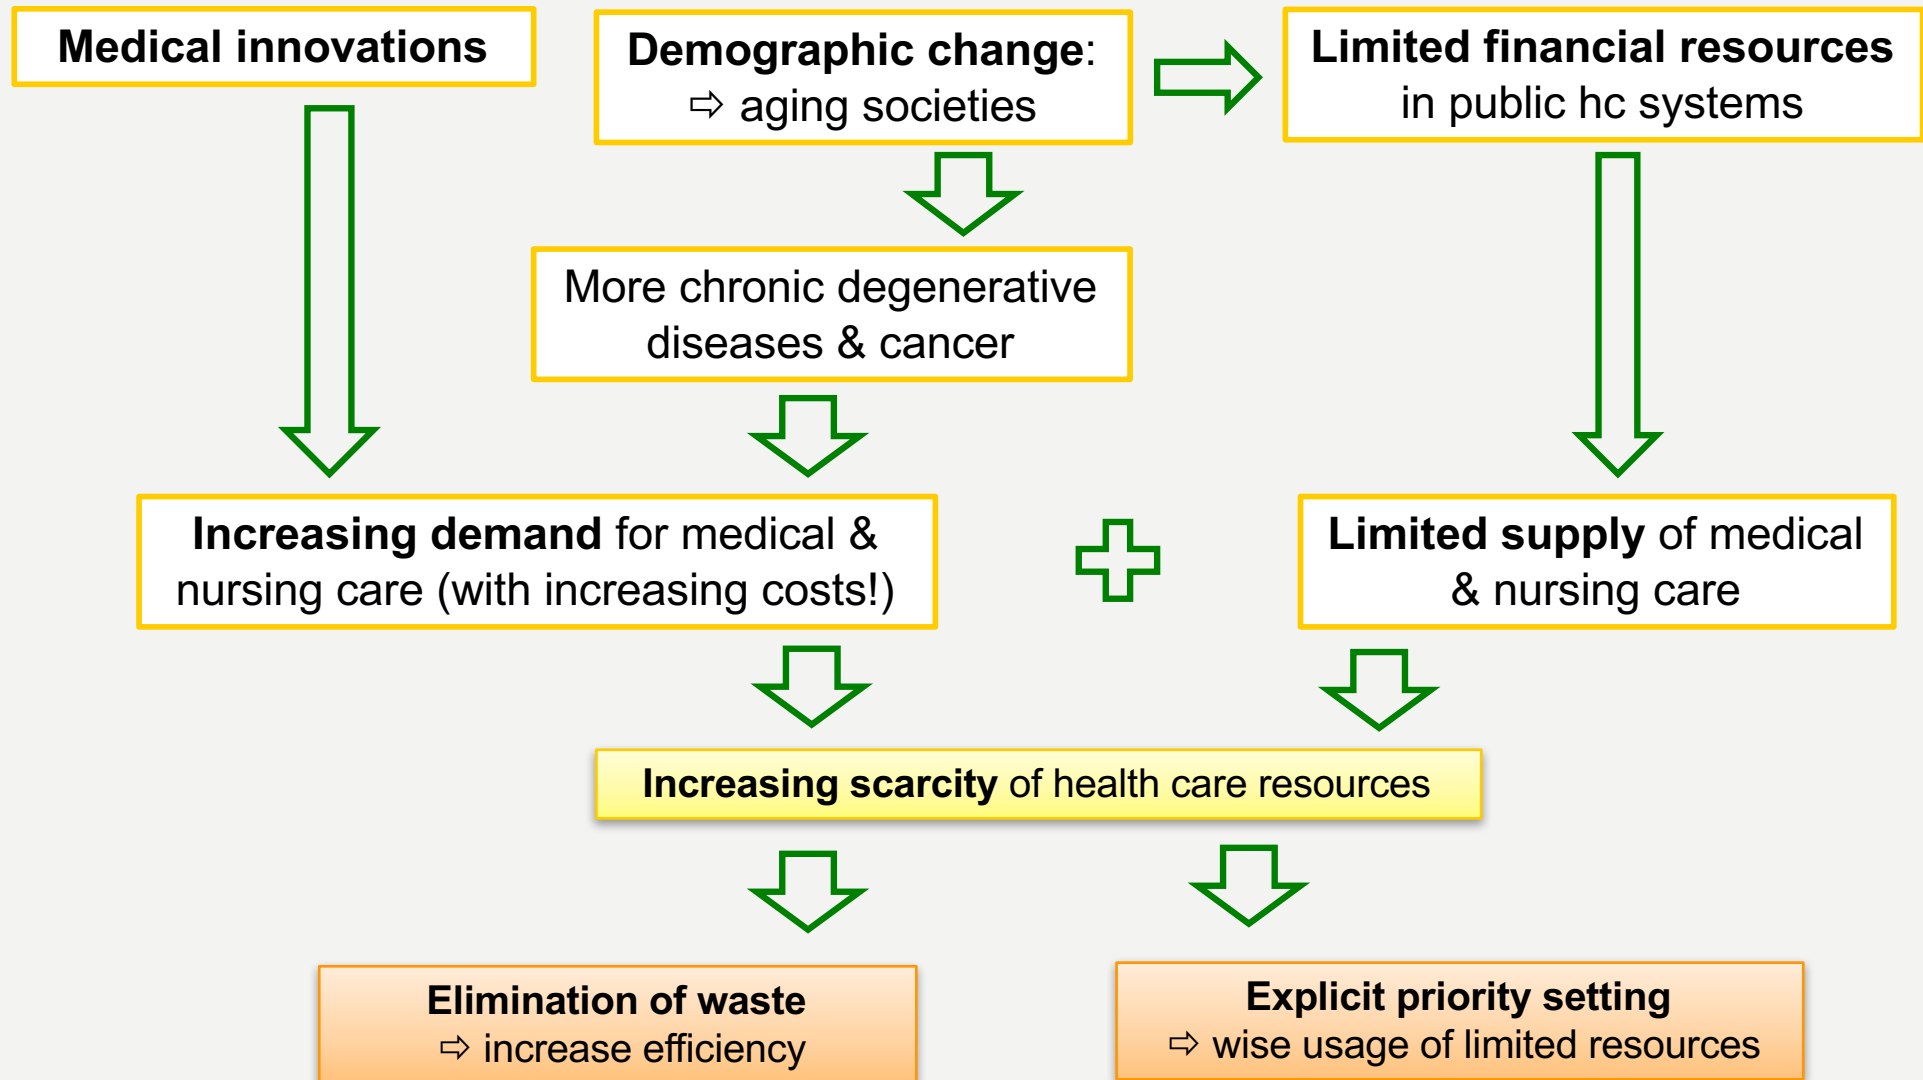 Medical innovations
Demographic change:
⇨ aging societies
Limited financial resources
in public hc systems
More chronic degenerative
diseases & cancer
Increasing demand for medical &
nursing care (with increasing costs!)
Limited supply of medical
& nursing care
Increasing scarcity of health care resources
Elimination of waste
⇨ increase efficiency
Explicit priority setting
⇨ wise usage of limited resources